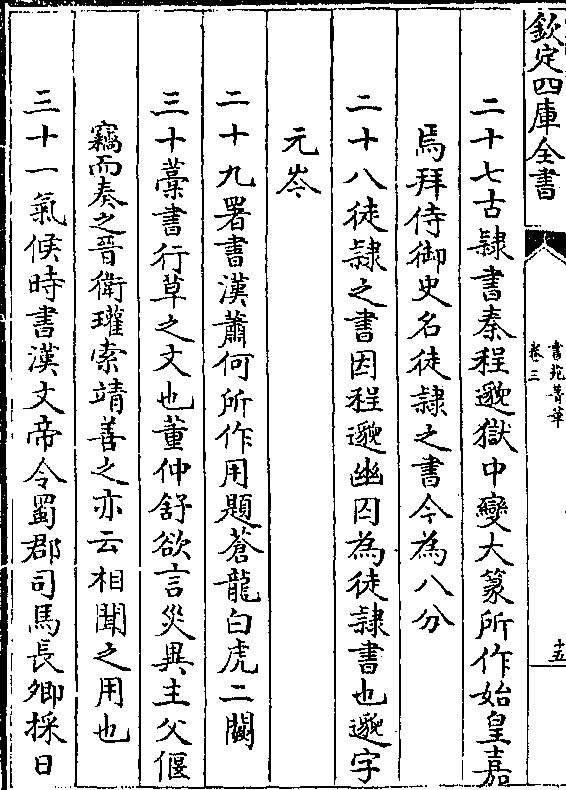 欽定四庫全書
書苑菁華
卷三
十五
二十七古隸書秦程邈獄中變大篆所作始皇嘉
焉拜侍御史名徒隸之書今為八分
二十八徒隸之書因程邈幽囚為徒隸書也邈字
元岑
二十九署書漢蕭何所作用題蒼龍白虎二闕
三十藁書行草之文也董仲舒欲言災異主父偃
竊而奏之晉衛瓘索靖善之亦云相聞之用也
三十一氣候時書漢文帝令蜀郡司馬長卿採日